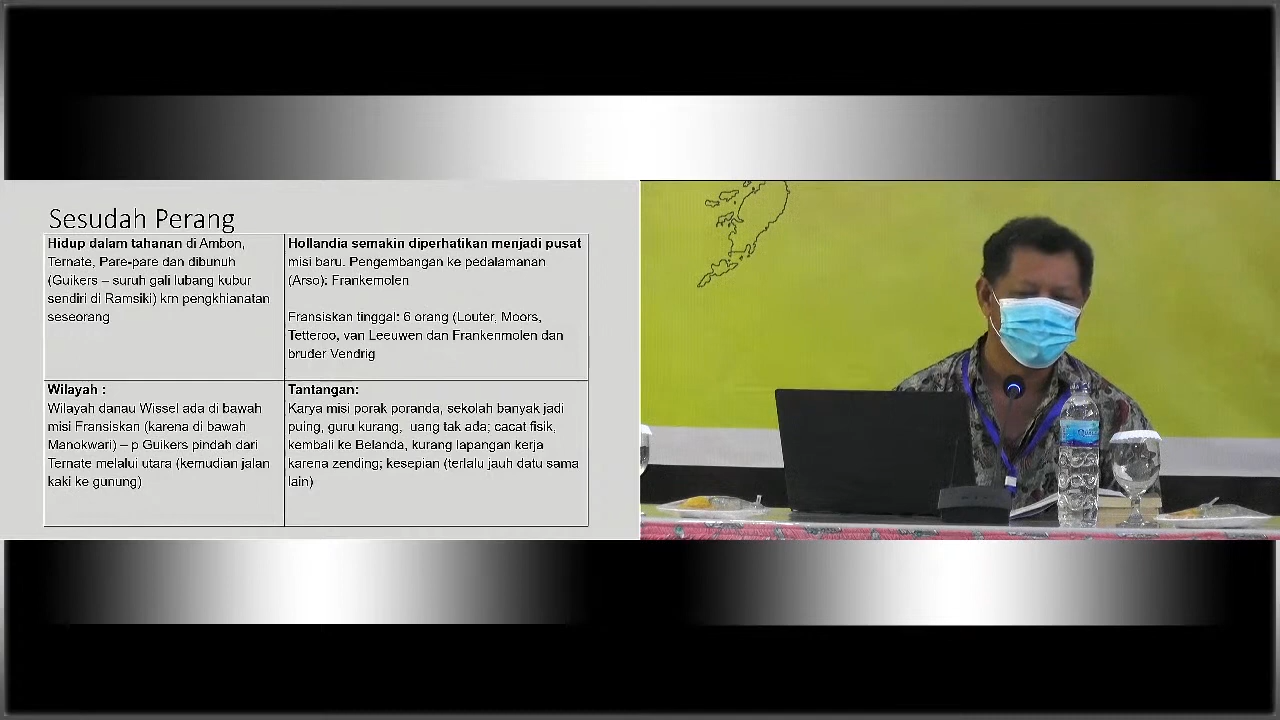 Sesudah Perang
Hidup dalam tahanan di Ambon,
Ternate, Pare-pare dan dibunuh
(Guikers – suruh gali lubang kubur
sendiri di Ramsiki) krn pengkhianatan
seseorang
Hollandia semakin diperhatikan menjadi pusat
misi baru. Pengembangan ke pedalamanan
(Arso): Frankemolen
Fransiskan tinggal: 6 orang (Louter, Moors,
Tetteroo, van Leeuwen dan Frankenmolen dan
bruder Vendrig
Wilayah :
Wilayah danau Wissel ada di bawah
misi Fransiskan (karena di bawah
Manokwari) – p Guikers pindah dari
Ternate melalui utara (kemudian jalan
kaki ke gunung)
Tantangan:
Karya misi porak poranda, sekolah banyak jadi
puing, guru kurang, uang tak ada; cacat fisik,
kembali ke Belanda, kurang lapangan kerja
karena zending; kesepian (terlalu jauh datu sama
lain)